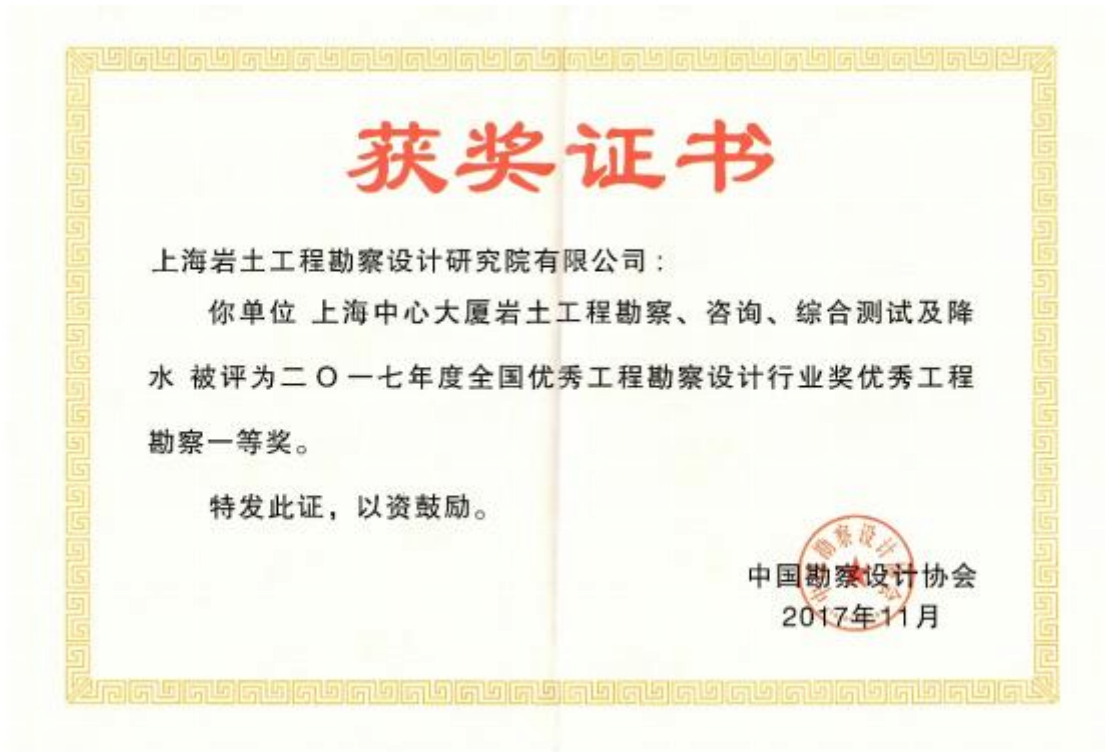 获奖证书
上海岩土工程勘察设计研究院有限公司：
你单位 上海中心大厦岩土工程勘察、咨询、综合测试及降
水 被评为二〇一七年度全国优秀工程勘察设计行业奖优秀工程
勘察一等奖。
特发此证，以资鼓励。
中国勘察设计协会
2017年11月